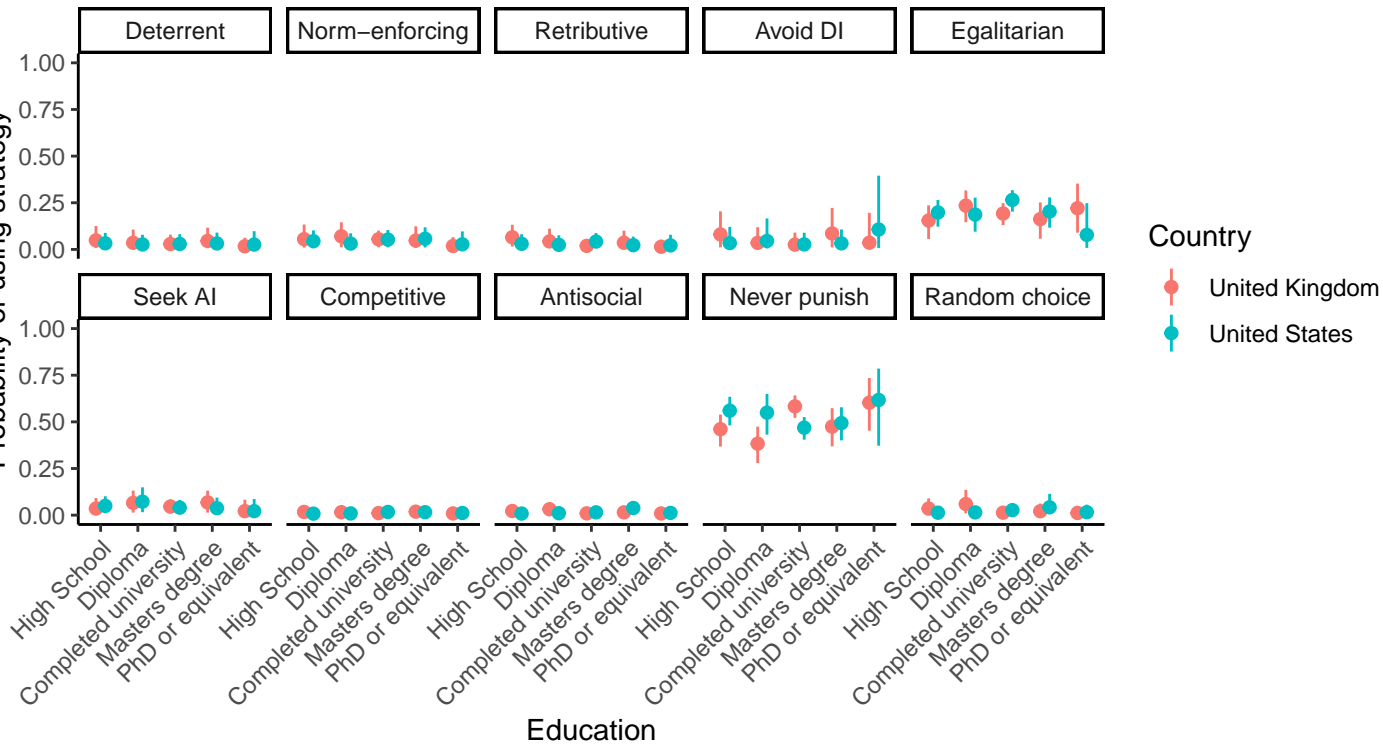 Deterrent Norm−enforcing Retributive Avoid DI Egalitarian
1.00
0.75
0.50
0.25
0.00
Probability of using strategy
Seek AI Competitive Antisocial Never punish Random choice
1.00
0.75
0.50
0.25
0.00
High School Diploma Completed university Masters degree PhD or equivalent
High School Diploma Completed university Masters degree PhD or equivalent
High School Diploma Completed university Masters degree PhD or equivalent
High School Diploma Completed university Masters degree PhD or equivalent
High School Diploma Completed university Masters degree PhD or equivalent
Education
Country
United Kingdom
United States